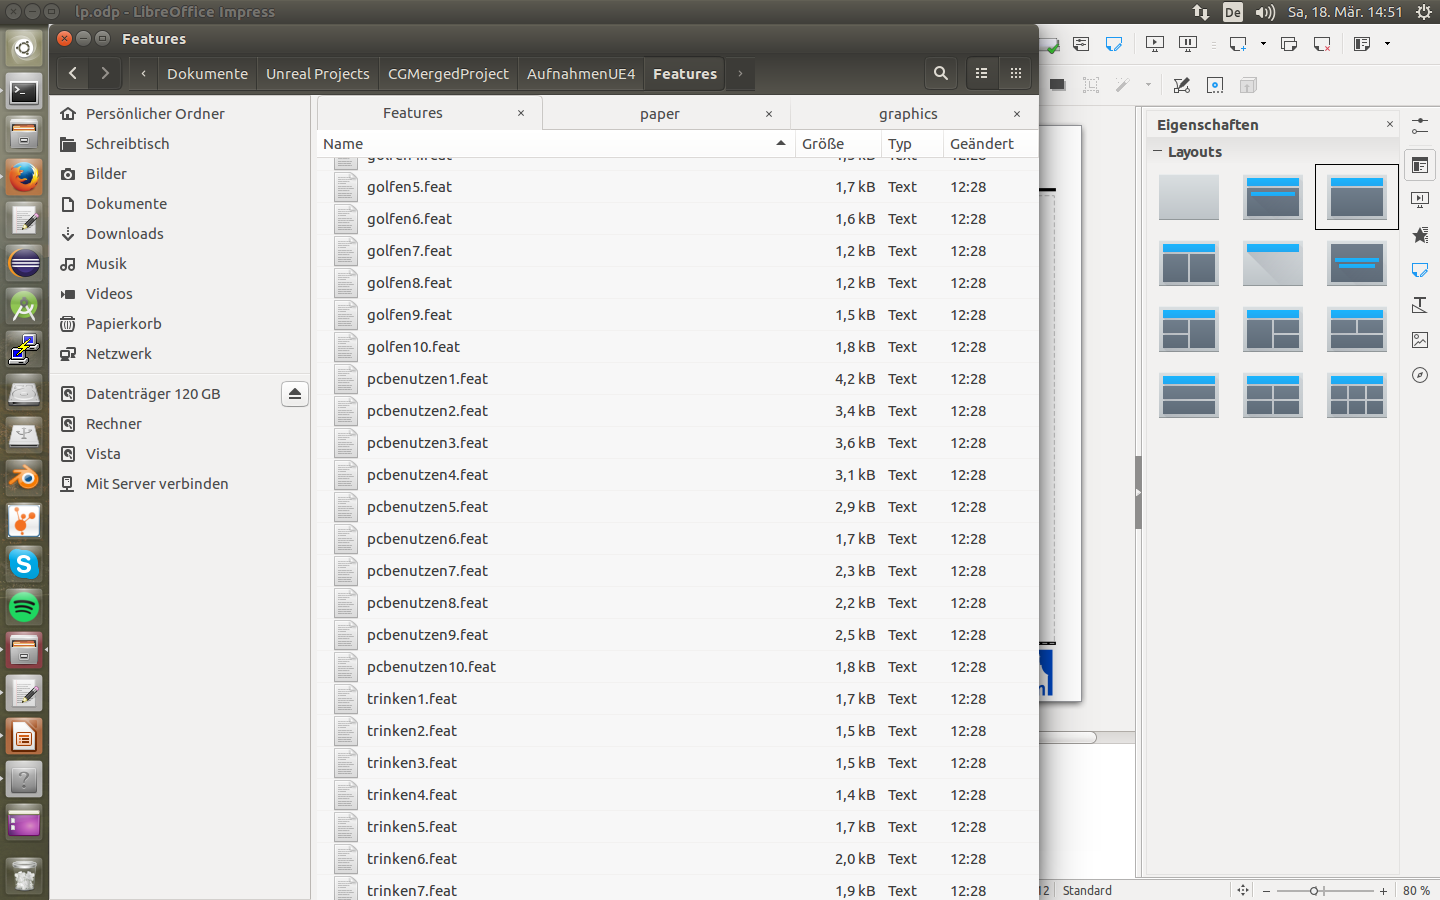 lp.odp - LibreOffice Impress
De
Sa, 18. Mär. 14:51
Features
Dokumente
Unreal Projects
CGMergedProject
AufnahmenUE4
Features
Persönlicher Ordner
Schreibtisch
Bilder
Dokumente
Downloads
Musik
Videos
Papierkorb
Netzwerk
Datenträger 120 GB
Rechner
Vista
Mit Server verbinden
Features
paper
graphics
Name Größe Typ Geändert
golfen5.feat 1,7 kB Text 12:28
golfen6.feat 1,6 kB Text 12:28
golfen7.feat 1,2 kB Text 12:28
golfen8.feat 1,2 kB Text 12:28
golfen9.feat 1,5 kB Text 12:28
golfen10.feat 1,8 kB Text 12:28
pcbenutzen1.feat 4,2 kB Text 12:28
pcbenutzen2.feat 3,4 kB Text 12:28
pcbenutzen3.feat 3,6 kB Text 12:28
pcbenutzen4.feat 3,1 kB Text 12:28
pcbenutzen5.feat 2,9 kB Text 12:28
pcbenutzen6.feat 1,7 kB Text 12:28
pcbenutzen7.feat 2,3 kB Text 12:28
pcbenutzen8.feat 2,2 kB Text 12:28
pcbenutzen9.feat 2,5 kB Text 12:28
pcbenutzen10.feat 1,8 kB Text 12:28
trinken1.feat 1,7 kB Text 12:28
trinken2.feat 1,5 kB Text 12:28
trinken3.feat 1,5 kB Text 12:28
trinken4.feat 1,4 kB Text 12:28
trinken5.feat 1,7 kB Text 12:28
trinken6.feat 2,0 kB Text 12:28
trinken7.feat 1,9 kB Text 12:28
Eigenschaften
Layouts
12
Standard
80 %